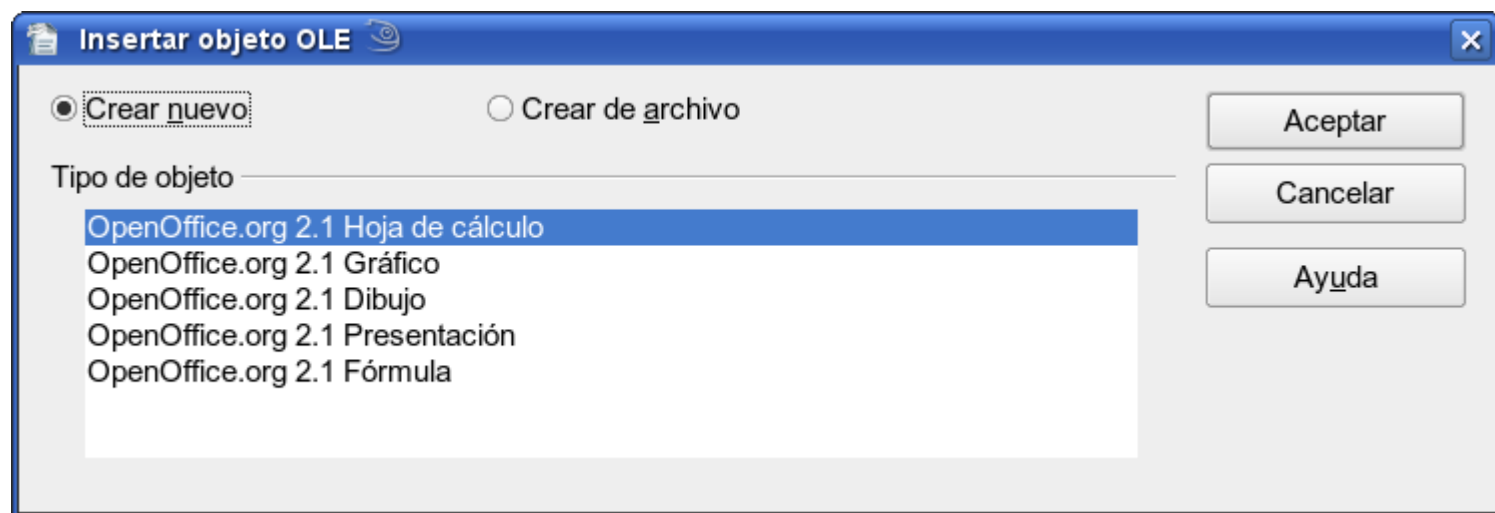 Insertar objeto OLE
Crear nuevo
Crear de archivo
Aceptar
Tipo de objeto
Cancelar
OpenOffice.org 2.1 Hoja de cálculo
OpenOffice.org 2.1 Gráfico
Ayuda
OpenOffice.org 2.1 Dibujo
OpenOffice.org 2.1 Presentación
OpenOffice.org 2.1 Fórmula